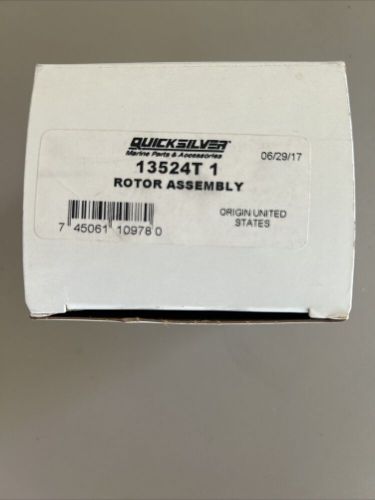 QUICKSILVER
Marine Parts & Accessories
06/29/17
13524T 1
ROTOR ASSEMBLY
ORIGIN UNITED
STATES
7 45061 10978 0